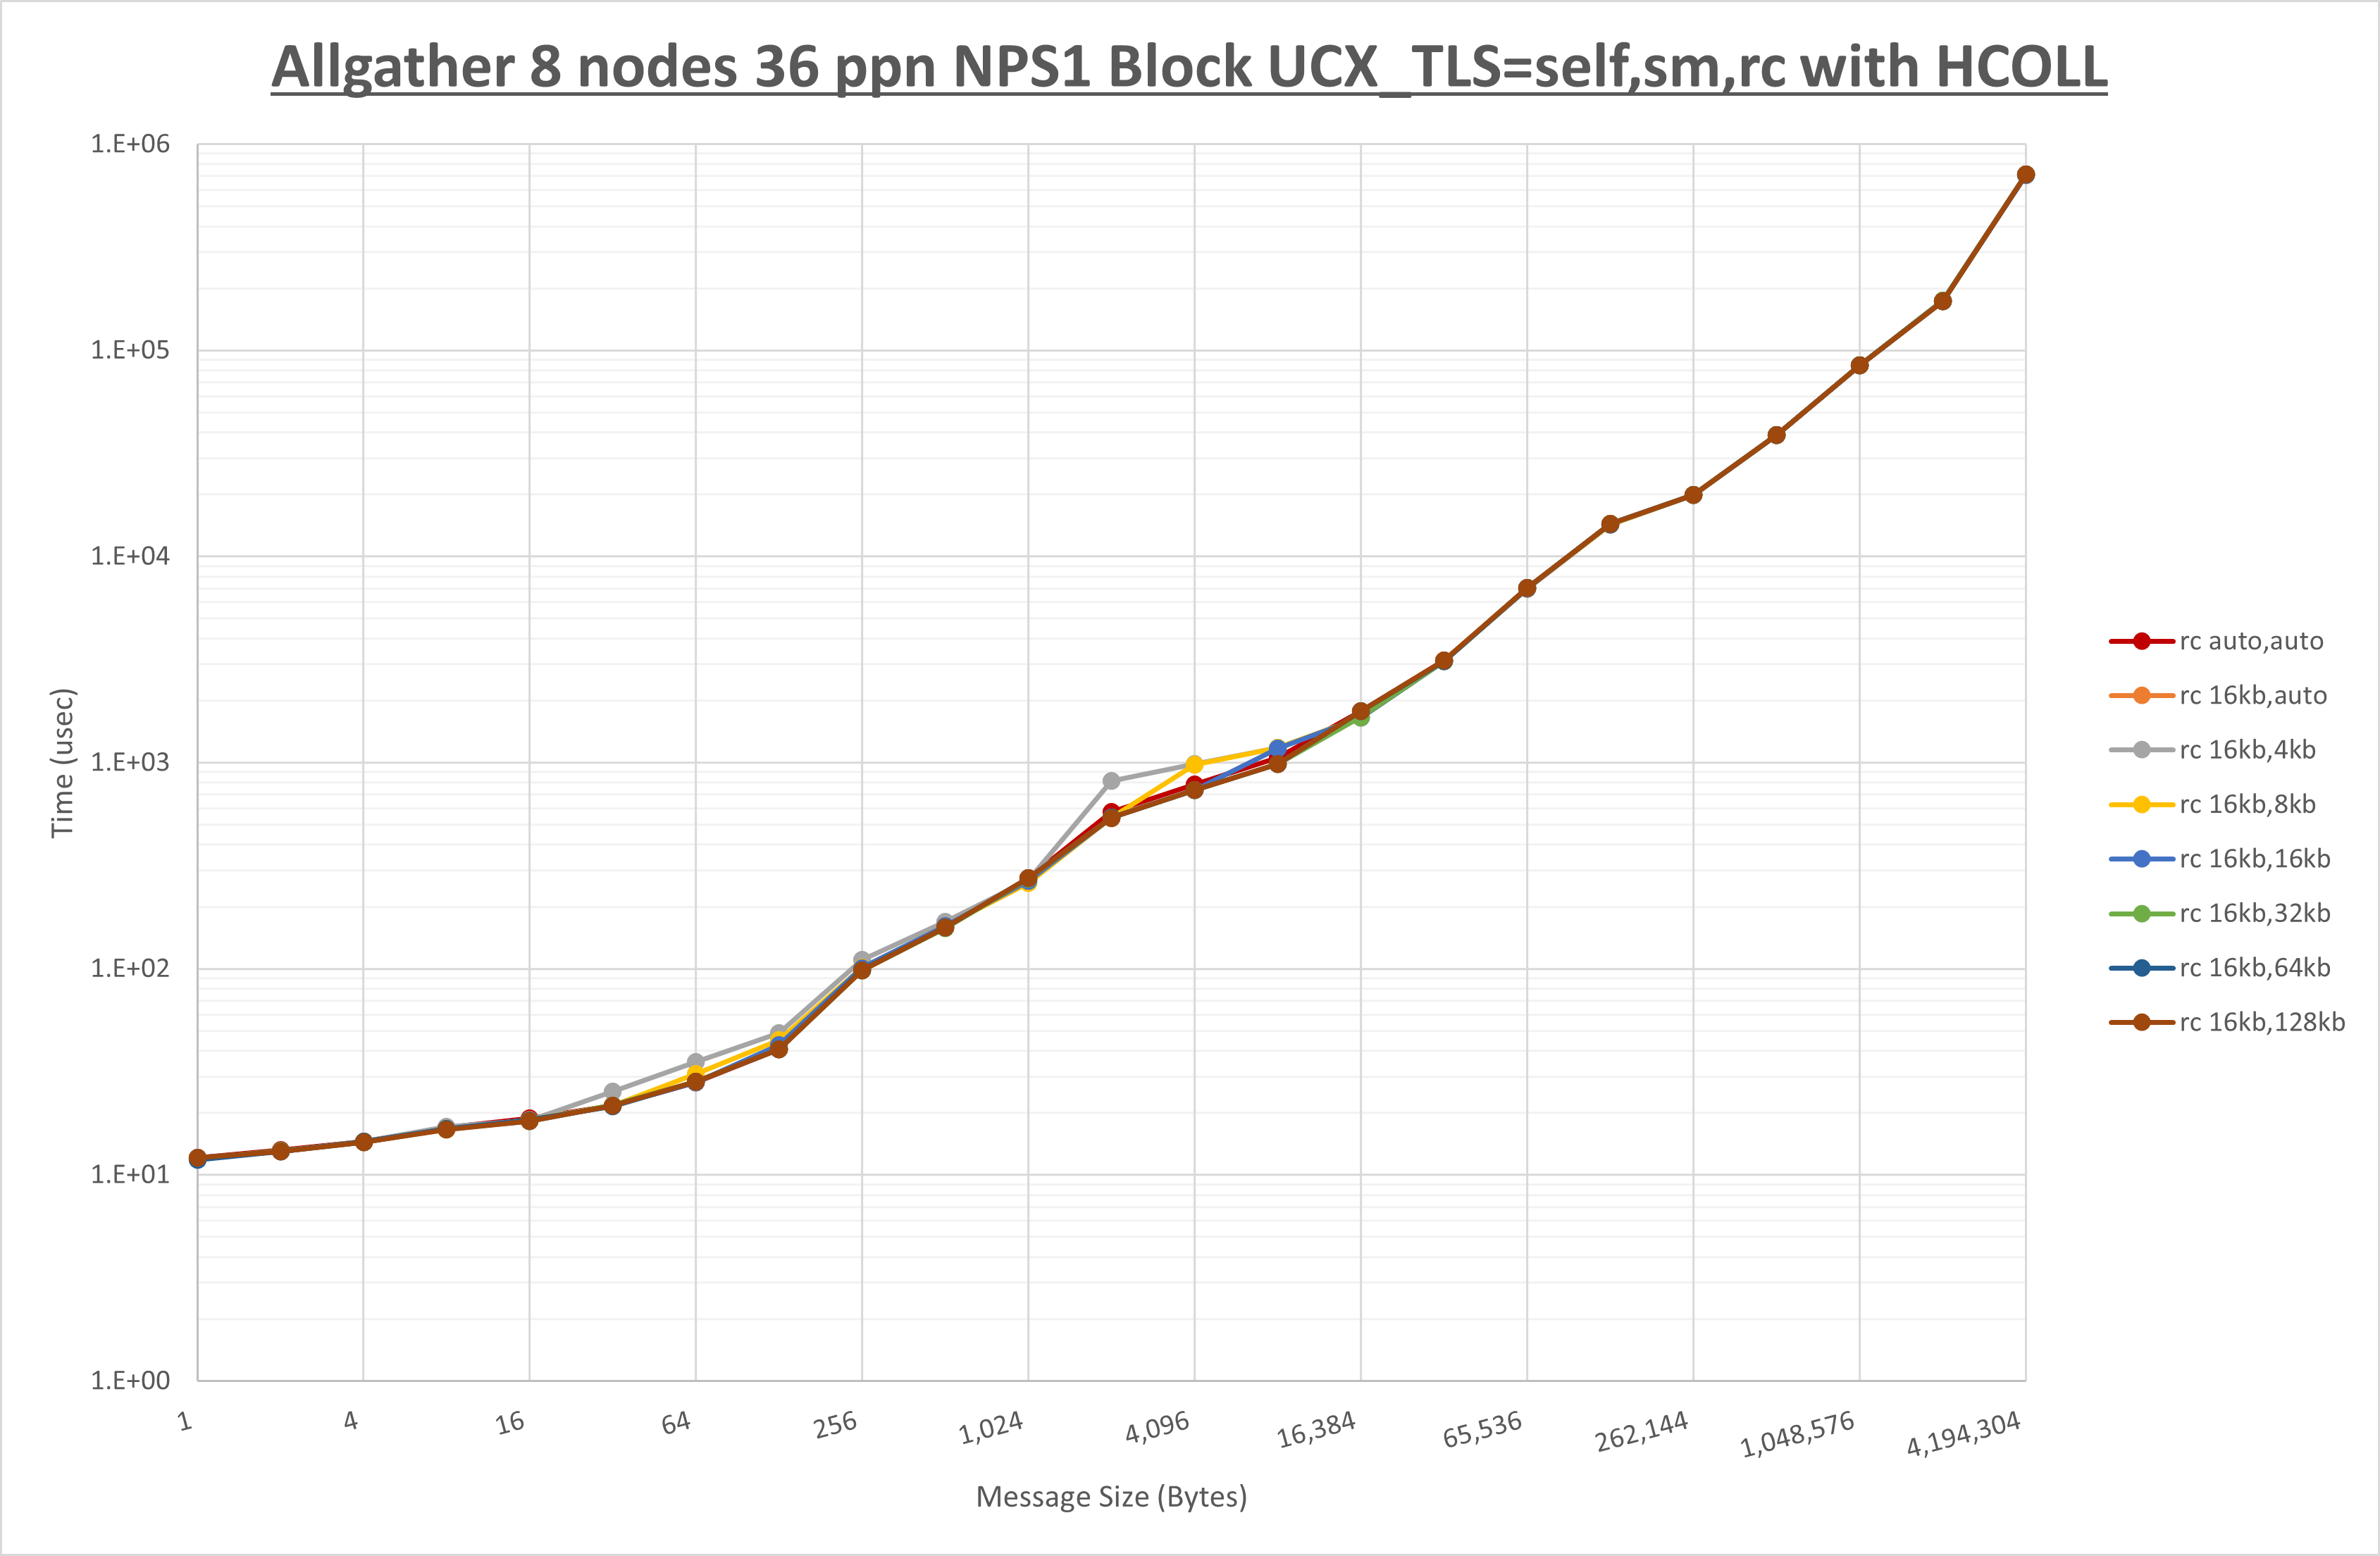 Allgather 8 nodes 36 ppn NPS1 Block UCX_TLS=self,sm,rc with HCOLL
1.E+06
1.E+05
1.E+04
1.E+03
1.E+02
1.E+01
1.E+00
Time (usec)
1
4
16
64
256
1,024
4,096
16,384
65,536
262,144
1,048,576
4,194,304
Message Size (Bytes)
rc auto,auto
rc 16kb,auto
rc 16kb,4kb
rc 16kb,8kb
rc 16kb,16kb
rc 16kb,32kb
rc 16kb,64kb
rc 16kb,128kb